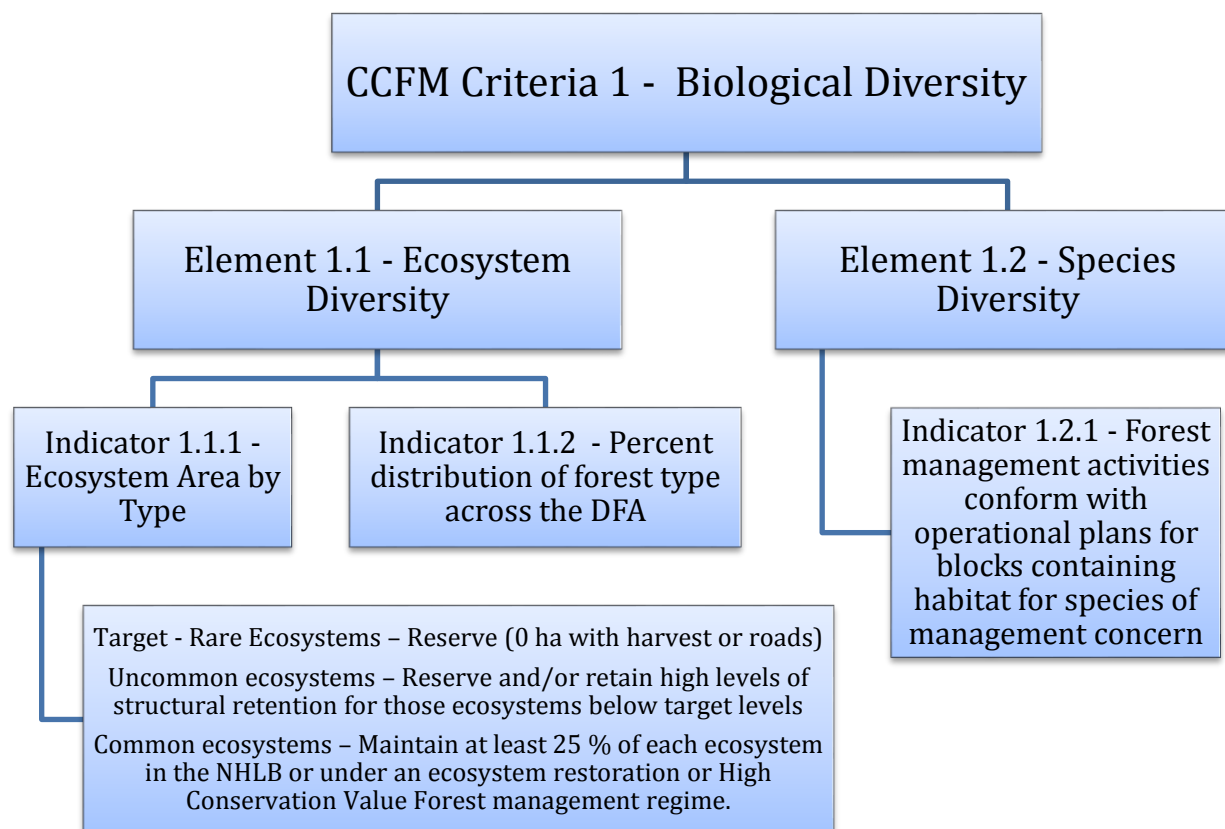 CCFM Criteria 1 -  Biological Diversity
Element 1.1 - Ecosystem
Diversity
Element 1.2 - Species
Diversity
Indicator 1.1.1 -
Ecosystem Area by
Type
Indicator 1.1.2  - Percent
distribution of forest type
across the DFA
Indicator 1.2.1 - Forest
management activities
conform with
operational plans for
blocks containing
habitat for species of
management concern
Target - Rare Ecosystems – Reserve (0 ha with harvest or roads)
Uncommon ecosystems – Reserve and/or retain high levels of
structural retention for those ecosystems below target levels
Common ecosystems – Maintain at least 25 % of each ecosystem
in the NHLB or under an ecosystem restoration or High
Conservation Value Forest management regime.